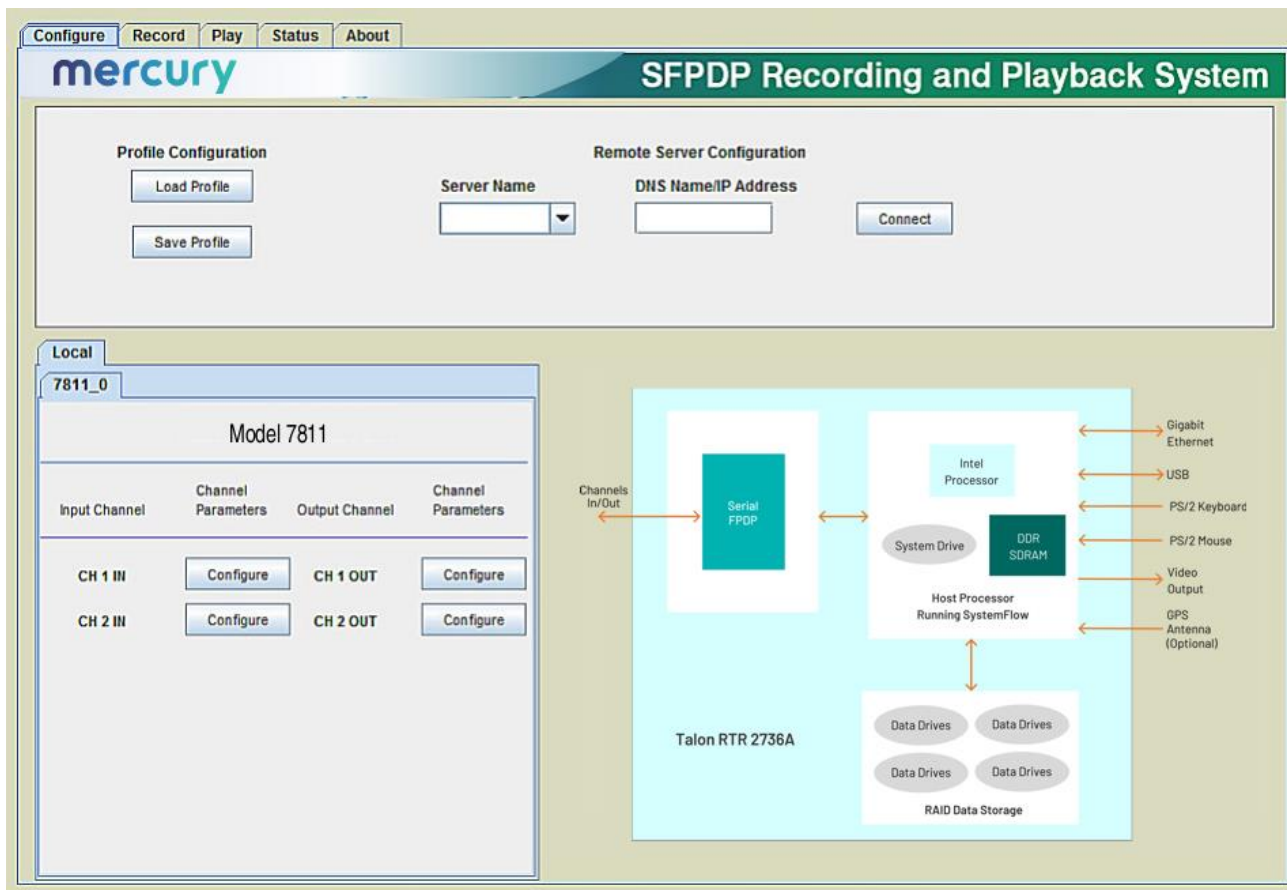 Configure Record Play Status About
mercury
SFPDP Recording and Playback System
Profile Configuration
Load Profile
Save Profile
Remote Server Configuration
Server Name
DNS Name/IP Address
Connect
Local
7811_0
Model 7811
Input Channel
Channel
Parameters
Output Channel
Channel
Parameters
CH 1 IN
Configure
CH 1 OUT
Configure
CH 2 IN
Configure
CH 2 OUT
Configure
Channels
In/Out
Serial
FPDP
Intel
Processor
System Drive
DDR
SDRAM
Host Processor
Running SystemFlow
Gigabit
Ethernet
USB
PS/2 Keyboard
PS/2 Mouse
Video
Output
GPS
Antenna
(Optional)
Talon RTR 2736A
Data Drives
Data Drives
Data Drives
Data Drives
RAID Data Storage